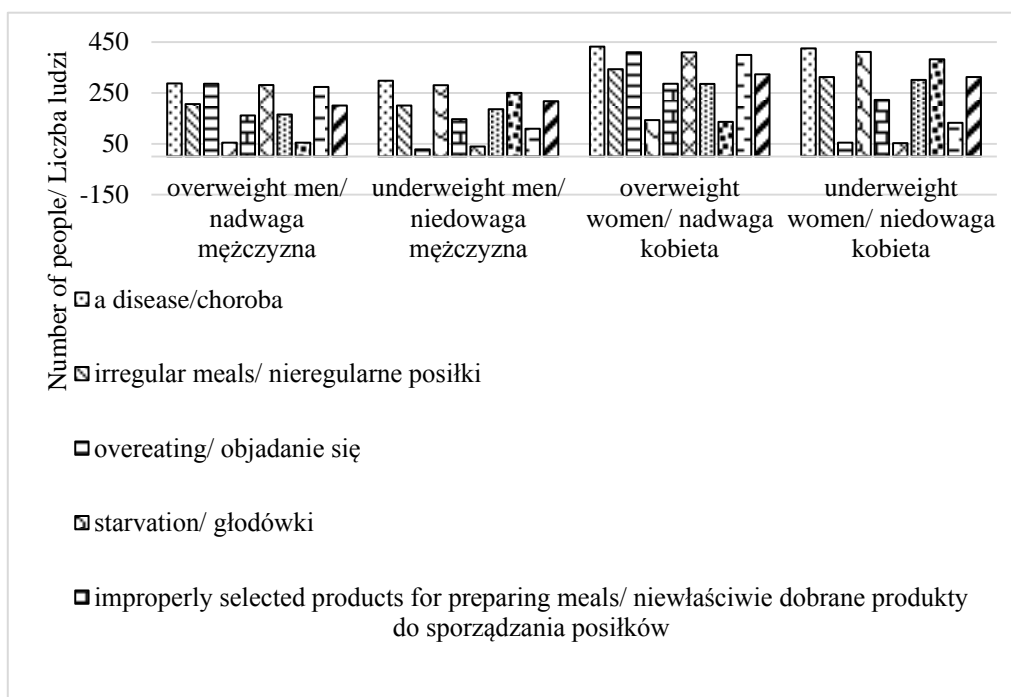 Number of people/ Liczba ludzi
450
250
50
-150
overweight men/
nadwaga
mężczyzna
underweight men/
niedowaga
mężczyzna
overweight
women/ nadwaga
kobieta
underweight
women/ niedowaga
kobieta
a disease/choroba
irregular meals/ nieregularne posiłki
overeating/ objadanie się
starvation/ głodówki
improperly selected products for preparing meals/ niewłaściwie dobrane produkty
do sporządzania posiłków